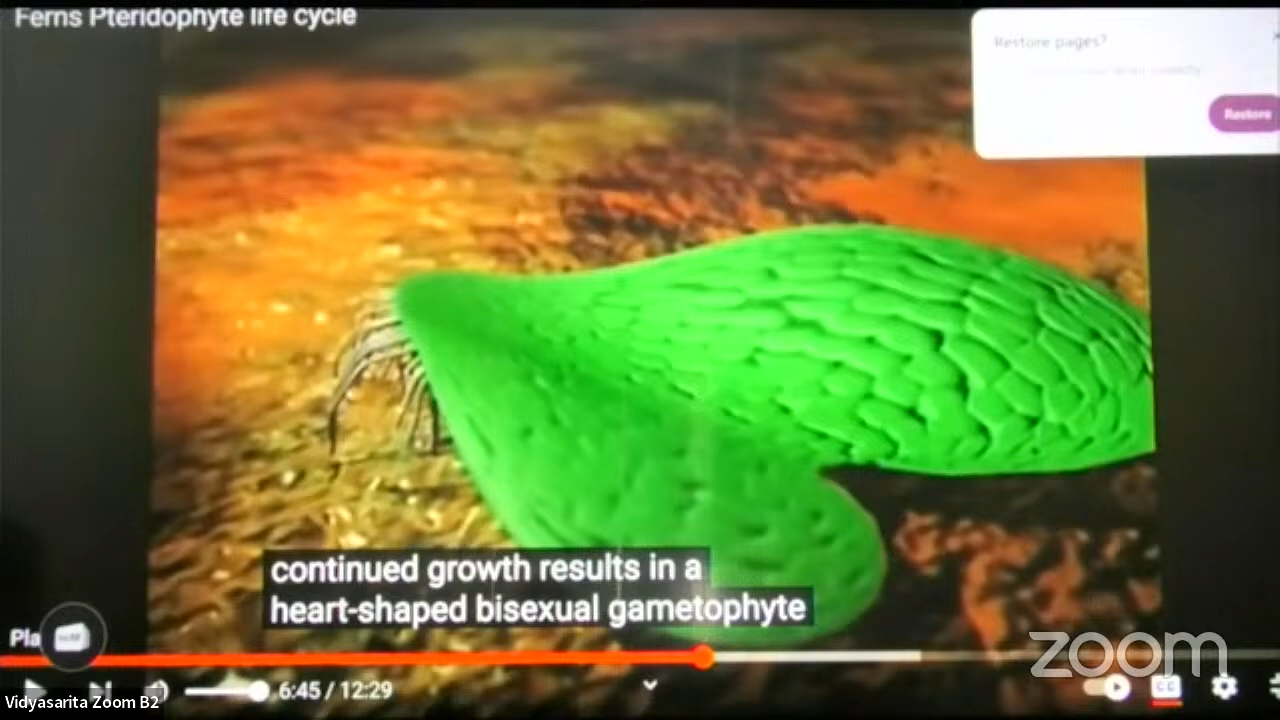 Ferns Pteridophyte life cycle
Restore pages?
Restore
continued growth results in a
heart-shaped bisexual gametophyte
Pla
zoom
6:45 / 12:29
CC
Vidyasarita Zoom B2